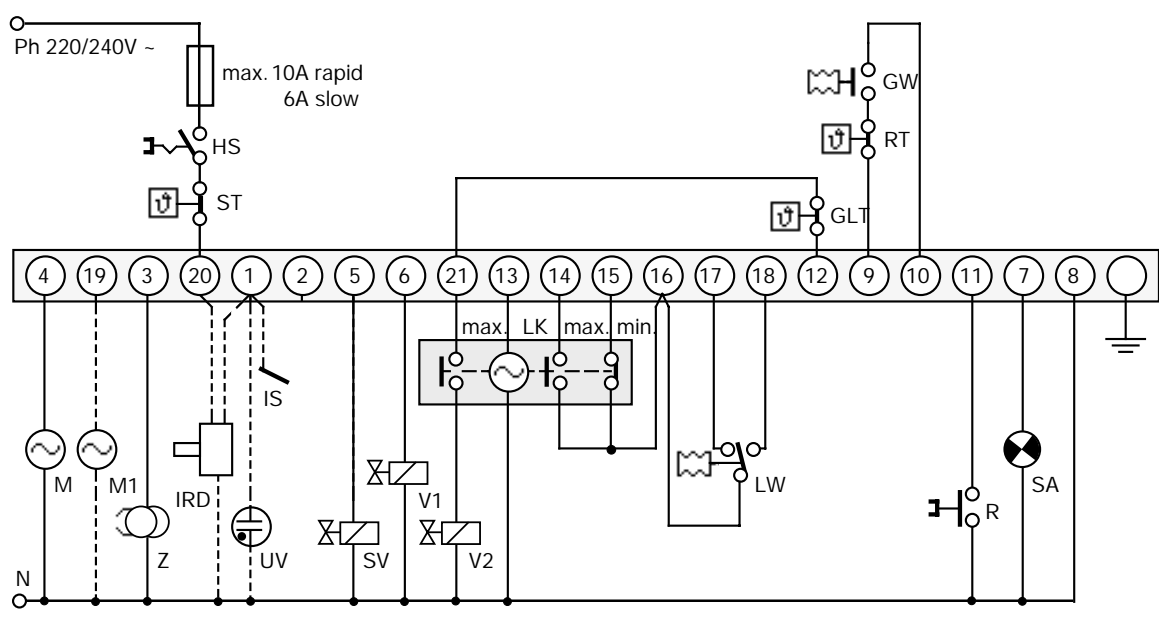 Ph 220/240V ~
max. 10A rapid
6A slow
HS
ST
GW
RT
GLT
4 19 3 20 1 2 5 6 21 13 14 15 16 17 18 12 9 10 11 7 8
max. LK max. min.
IS
M
M1
IRD
Z
UV
SV
V1
V2
LW
R
SA
N